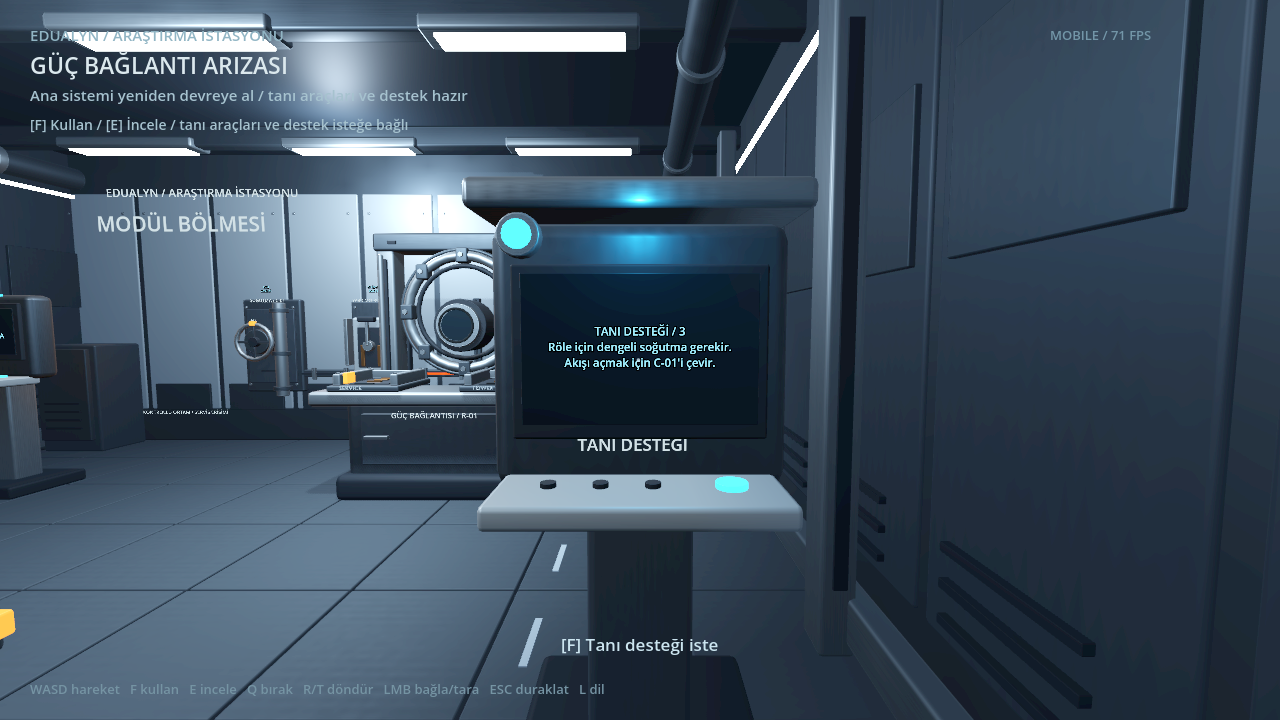 EDUALYN / ARAŞTIRMA İSTASYONU
MOBILE / 71 FPS
GÜÇ BAĞLANTI ARIZASI
Ana sistemi yeniden devreye al / tanı araçları ve destek hazır
[F] Kullan / [E] İncele / tanı araçları ve destek isteğe bağlı
EDUALYN / ARAŞTIRMA İSTASYONU
MODÜL BÖLMESİ
TANI DESTEĞİ / 3
Röle için dengeli soğutma gerekir.
Akışı açmak için C-01'i çevir.
SERVICE
GÜÇ BAĞLANTISI / R-01
TANI DESTEĞİ
[F] Tanı desteği iste
WASD hareket F kullan E incele Q bırak R/T döndür LMB bağla/tara ESC duraklat L dil